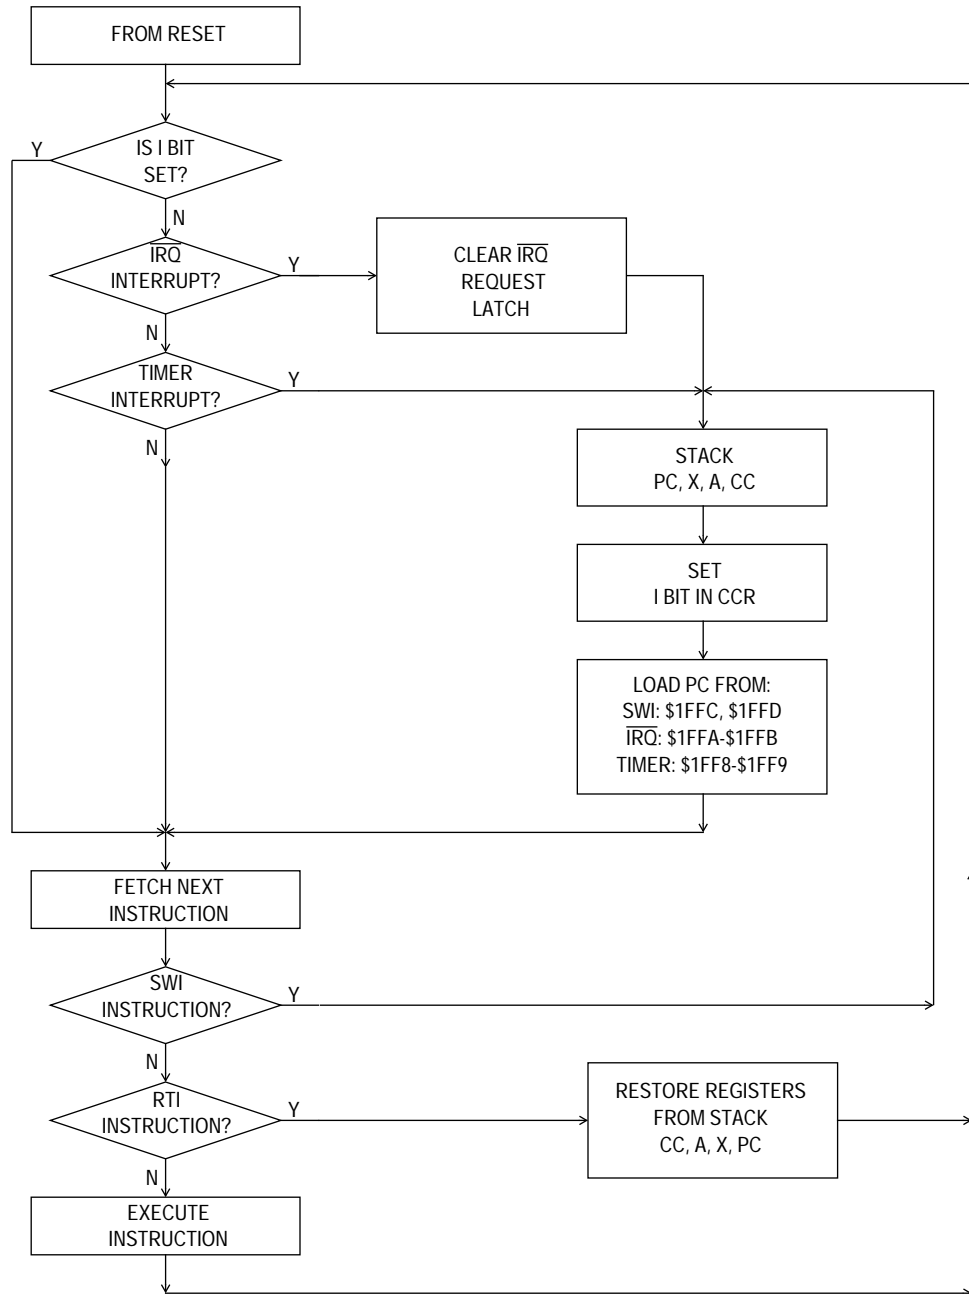 FROM RESET
IS I BIT
SET?
Y
N
IRQ
INTERRUPT?
Y
CLEAR IRQ
REQUEST
LATCH
N
TIMER
INTERRUPT?
Y
N
STACK
PC, X, A, CC
SET
I BIT IN CCR
LOAD PC FROM:
SWI: $1FFC, $1FFD
IRQ: $1FFA-$1FFB
TIMER: $1FF8-$1FF9
FETCH NEXT
INSTRUCTION
SWI
INSTRUCTION?
Y
N
RTI
INSTRUCTION?
Y
RESTORE REGISTERS
FROM STACK
CC, A, X, PC
N
EXECUTE
INSTRUCTION